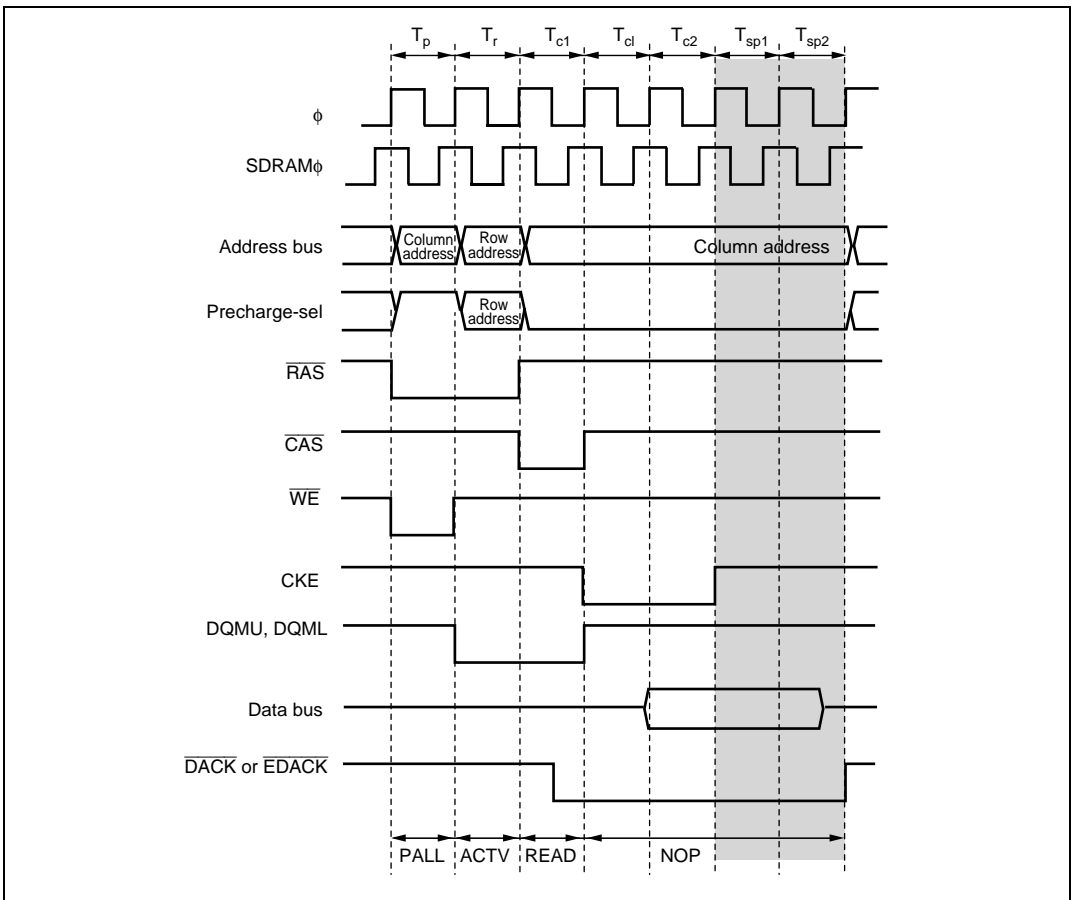 Tp Tr Tc1 Tcl Tc2 Tsp1 Tsp2
φ
SDRAMφ
Address bus
Column
address
Row
address
Column address
Precharge-sel
Row
address
RAS
CAS
WE
CKE
DQMU, DQML
Data bus
DACK or EDACK
PALL ACTV READ NOP